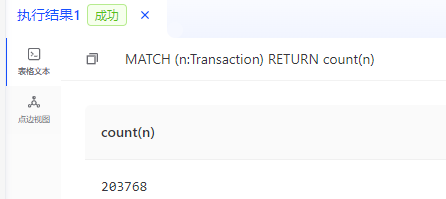 执行结果1 成功
表格文本
MATCH (n:Transaction) RETURN count(n)
点边视图
count(n)
203768